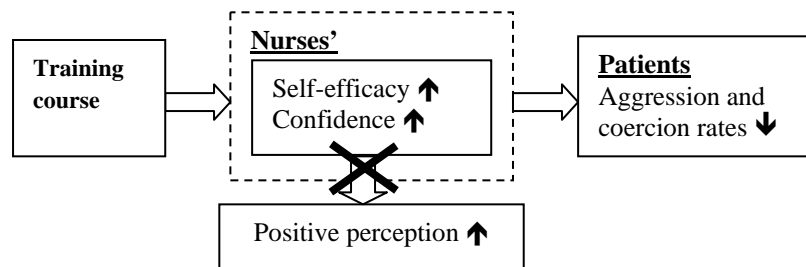 Training
course
Nurses’
Self-efficacy 🡹
Confidence 🡹
Patients
Aggression and
coercion rates 🡻
Positive perception 🡹